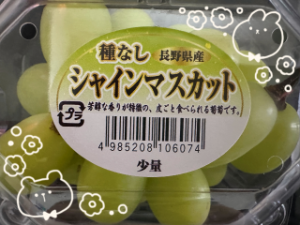 種なし 長野県産
シャインマスカット
プラ
芳醇な香りが特徴の、皮ごと食べられる葡萄です。
4 985208 106074
少量